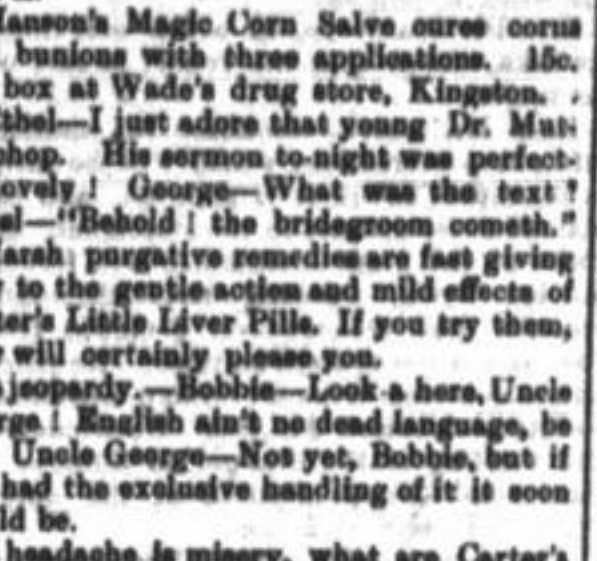 Hanson's Magic Corn Salve cures corns
bunions with three applications. 15c.
box at Wade's drug store, Kingston.
Ethel—I just adore that young Dr. Mut-
chop. His sermon to-night was perfect-
lovely! George—What was the text?
el—"Behold! the bridegroom cometh."
Harsh purgative remedies are fast giving
to the gentle action and mild effects of
ter's Little Liver Pills. If you try them,
will certainly please you.
jeopardy.—Bobbie—Look a here, Uncle
rge! English ain't no dead language, be
Uncle George—Not yet, Bobbie, but if
had the exclusive handling of it it soon
ld be.
headache is misery, what are Carter's